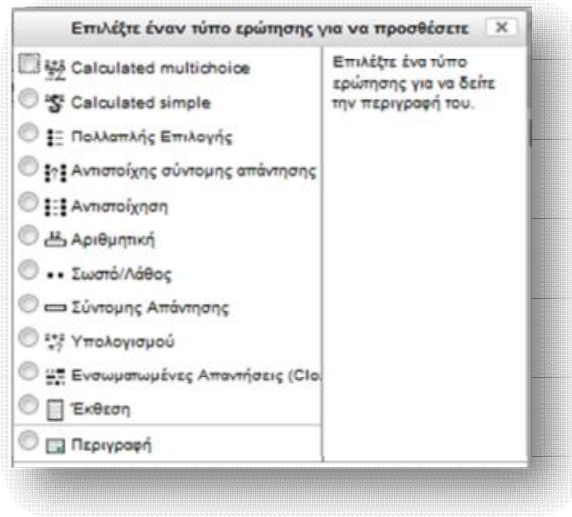 Επιλέξτε έναν τύπο ερώτησης για να προσθέσετε
Calculated multichoice
Calculated simple
Πολλαπλής Επιλογής
Αντιστοίχης σύντομης απάντησης
Αντιστοίχηση
Αριθμητική
Σωστό/Λάθος
Σύντομης Απάντησης
Υπολογισμού
Ενσωματωμένες Απαντήσεις (Clo
Έκθεση
Περιγραφή
Επιλέξτε ένα τύπο
ερώτησης για να δείτε
την περιγραφή του.